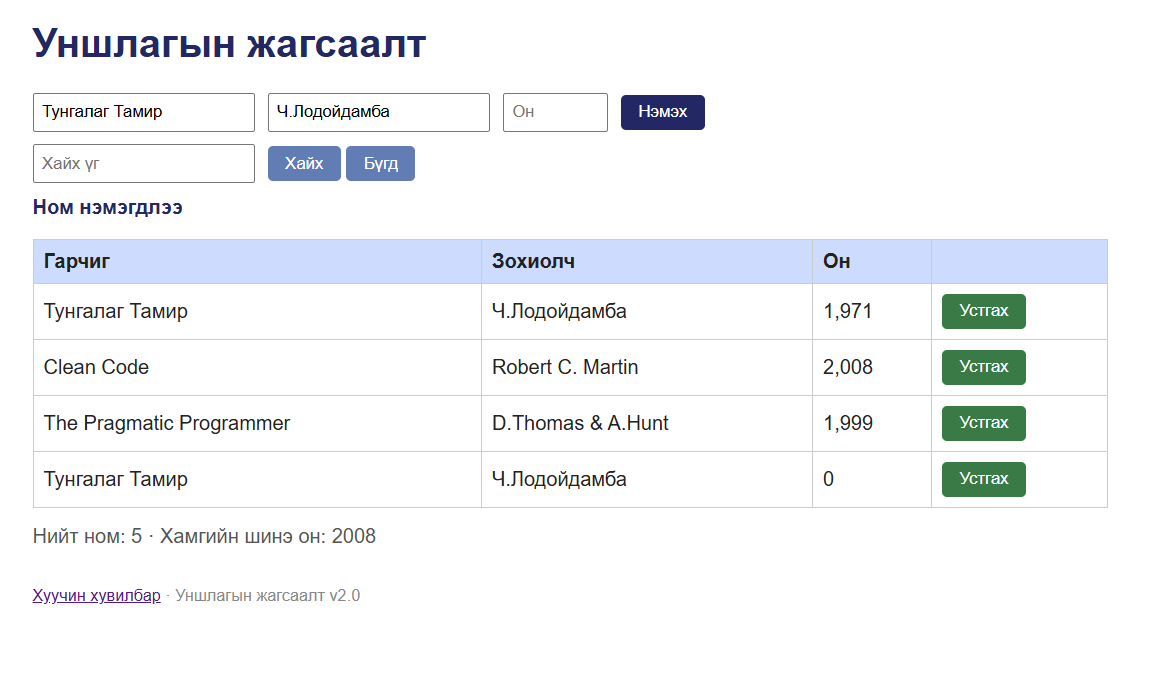 Уншлагын жагсаалт
Тунгалаг Тамир Ч.Лодойдамба Он Нэмэх
Хайх үг Хайх Бүгд
Ном нэмэгдлээ
Гарчиг Зохиолч Он
Тунгалаг Тамир Ч.Лодойдамба 1,971 Устгах
Clean Code Robert C. Martin 2,008 Устгах
The Pragmatic Programmer D.Thomas & A.Hunt 1,999 Устгах
Тунгалаг Тамир Ч.Лодойдамба 0 Устгах
Нийт ном: 5 · Хамгийн шинэ он: 2008
Хуучин хувилбар · Уншлагын жагсаалт v2.0